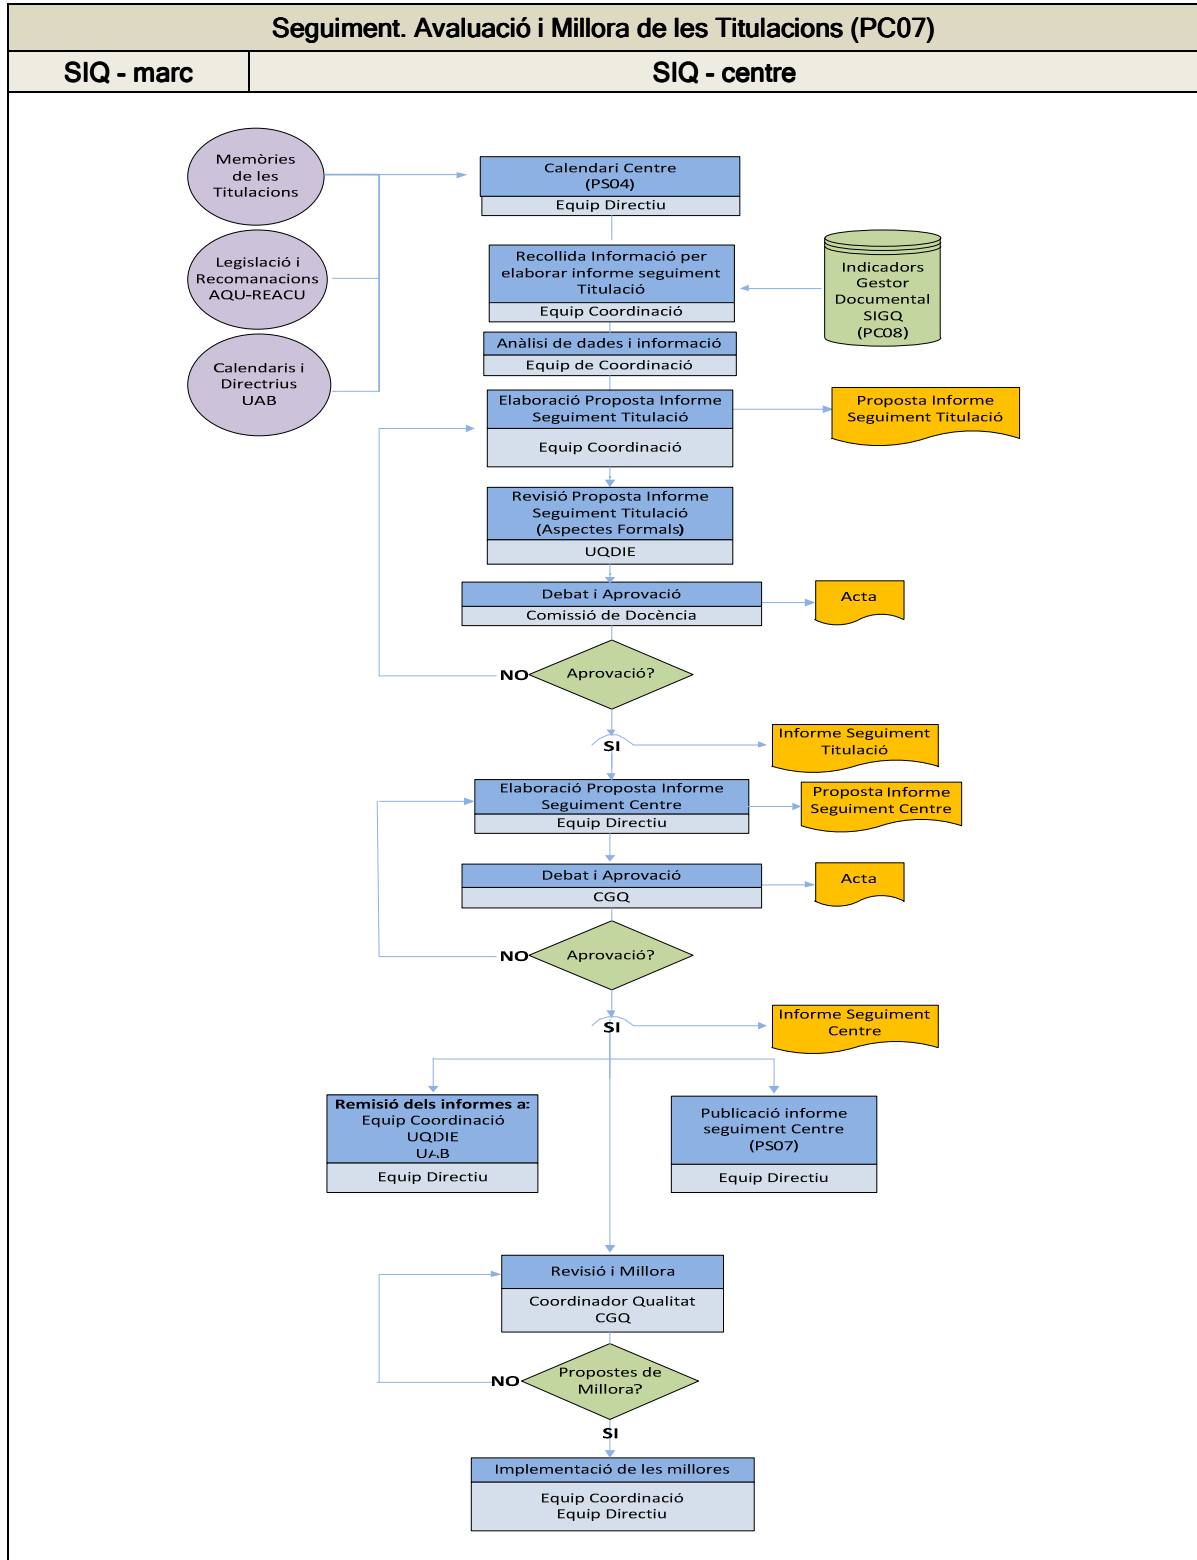 Seguiment. Avaluació i Millora de les Titulacions (PC07)
SIQ - marc
SIQ - centre
Memòries
de les
Titulacions
Legislació i
Recomanacions
AQU-REACU
Calendaris i
Directrius
UAB
Calendari Centre
(PS04)
Equip Directiu
Recollida Informació per
elaborar informe seguiment
Titulació
Equip Coordinació
Indicadors
Gestor
Documental
SIGQ
(PC08)
Anàlisi de dades i informació
Equip de Coordinació
Elaboració Proposta Informe
Seguiment Titulació
Equip Coordinació
Proposta Informe
Seguiment Titulació
Revisió Proposta Informe
Seguiment Titulació
(Aspectes Formals)
UQDIE
Debat i Aprovació
Comissió de Docència
Acta
Aprovació?
NO
SI
Informe Seguiment
Titulació
Elaboració Proposta Informe
Seguiment Centre
Equip Directiu
Proposta Informe
Seguiment Centre
Debat i Aprovació
CGQ
Acta
Aprovació?
NO
SI
Informe Seguiment
Centre
Remisió dels informes a:
Equip Coordinació
UQDIE
UAB
Equip Directiu
Publicació informe
seguiment Centre
(PS07)
Equip Directiu
Revisió i Millora
Coordinador Qualitat
CGQ
Propostes de
Millora?
NO
SI
Implementació de les millores
Equip Coordinació
Equip Directiu